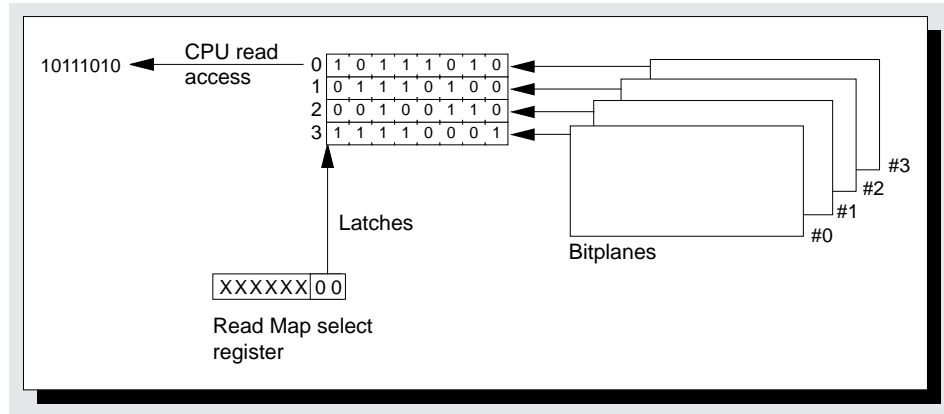 10111010
CPU read
access
0 1 0 1 1 1 0 1 0
1 0 1 1 1 0 1 0 0
2 0 0 1 0 0 1 1 0
3 1 1 1 1 0 0 0 1
#3
#2
#1
#0
Latches
Bitplanes
XXXXXX 0 0
Read Map select
register